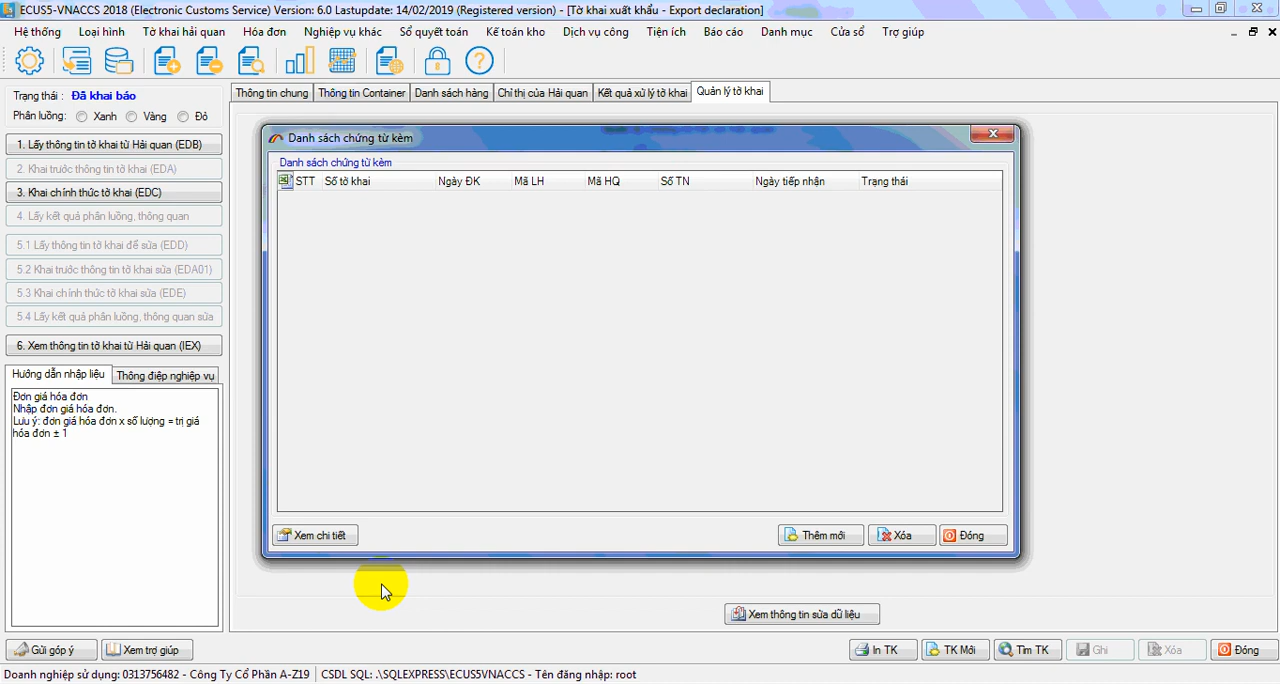 ECUS5-VNACCS 2018 (Electronic Customs Service) Version: 6.0 Lastupdate: 14/02/2019 (Registered version) - [Tờ khai xuất khẩu - Export declaration]
Hệ thống Loại hình Tờ khai hải quan Hóa đơn Nghiệp vụ khác Sổ quyết toán Kế toán kho Dịch vụ công Tiện ích Báo cáo Danh mục Cửa sổ Trợ giúp
Trạng thái : Đã khai báo
Phân luồng: Xanh Vàng Đỏ
1. Lấy thông tin tờ khai từ Hải quan (EDB)
2. Khai trước thông tin tờ khai (EDA)
3. Khai chính thức tờ khai (EDC)
4. Lấy kết quả phân luồng, thông quan
5.1 Lấy thông tin tờ khai để sửa (EDD)
5.2 Khai trước thông tin tờ khai sửa (EDA01)
5.3 Khai chính thức tờ khai sửa (EDE)
5.4 Lấy kết quả phân luồng, thông quan sửa
6. Xem thông tin tờ khai từ Hải quan (IEX)
Hướng dẫn nhập liệu Thông điệp nghiệp vụ
Đơn giá hóa đơn
Nhập đơn giá hóa đơn.
Lưu ý: đơn giá hóa đơn x số lượng = trị giá
hóa đơn ± 1
Thông tin chung Thông tin Container Danh sách hàng Chỉ thị của Hải quan Kết quả xử lý tờ khai Quản lý tờ khai
Danh sách chứng từ kèm
Danh sách chứng từ kèm
STT Số tờ khai Ngày ĐK Mã LH Mã HQ Số TN Ngày tiếp nhận Trạng thái
Xem chi tiết Thêm mới Xóa Đóng
Xem thông tin sửa dữ liệu
Gửi góp ý Xem trợ giúp In TK TK Mới Tìm TK Ghi Xóa Đóng
Doanh nghiệp sử dụng: 0313756482 - Công Ty Cổ Phần A-Z19 CSDL SQL: .\SQLEXPRESS\ECUS5VNACCS - Tên đăng nhập: root